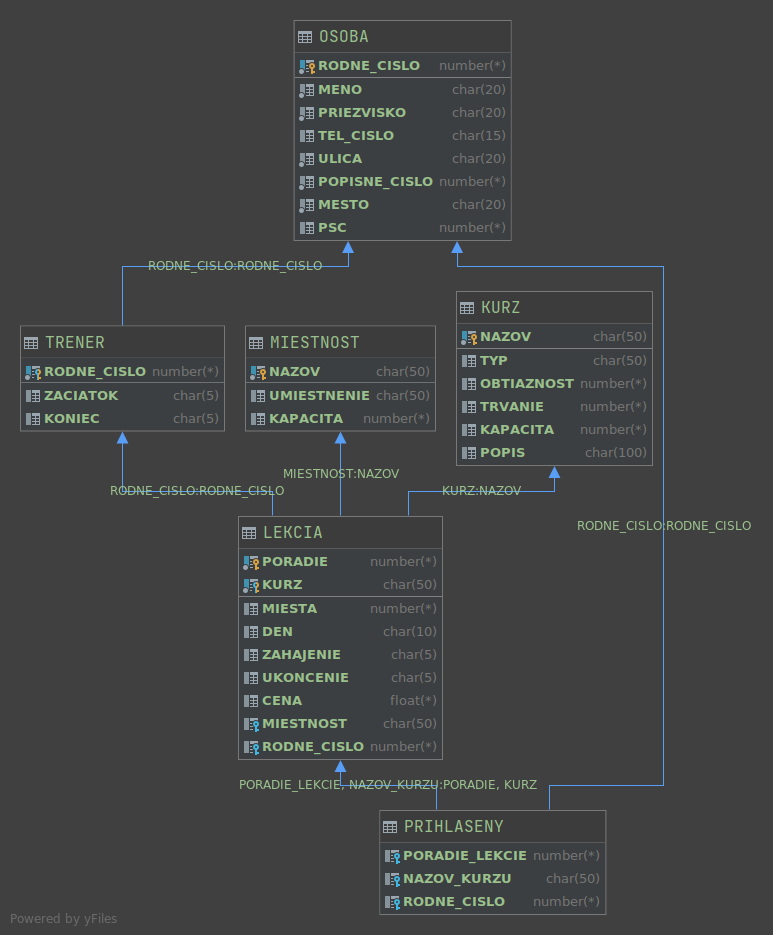 OSOBA
RODNE_CISLO number(*)
MENO char(20)
PRIEZVISKO char(20)
TEL_CISLO char(15)
ULICA char(20)
POPISNE_CISLO number(*)
MESTO char(20)
PSC number(*)
RODNE_CISLO:RODNE_CISLO
TRENER
RODNE_CISLO number(*)
ZACIATOK char(5)
KONIEC char(5)
MIESTNOST
NAZOV char(50)
UMIESTNENIE char(50)
KAPACITA number(*)
KURZ
NAZOV char(50)
TYP char(50)
OBTIAZNOST number(*)
TRVANIE number(*)
KAPACITA number(*)
POPIS char(100)
MIESTNOST:NAZOV
RODNE_CISLO:RODNE_CISLO
KURZ:NAZOV
RODNE_CISLO:RODNE_CISLO
LEKCIA
PORADIE number(*)
KURZ char(50)
MIESTA number(*)
DEN char(10)
ZAHAJENIE char(5)
UKONCENIE char(5)
CENA float(*)
MIESTNOST char(50)
RODNE_CISLO number(*)
PORADIE_LEKCIE, NAZOV_KURZU:PORADIE, KURZ
PRIHLASENY
PORADIE_LEKCIE number(*)
NAZOV_KURZU char(50)
RODNE_CISLO number(*)
Powered by yFiles